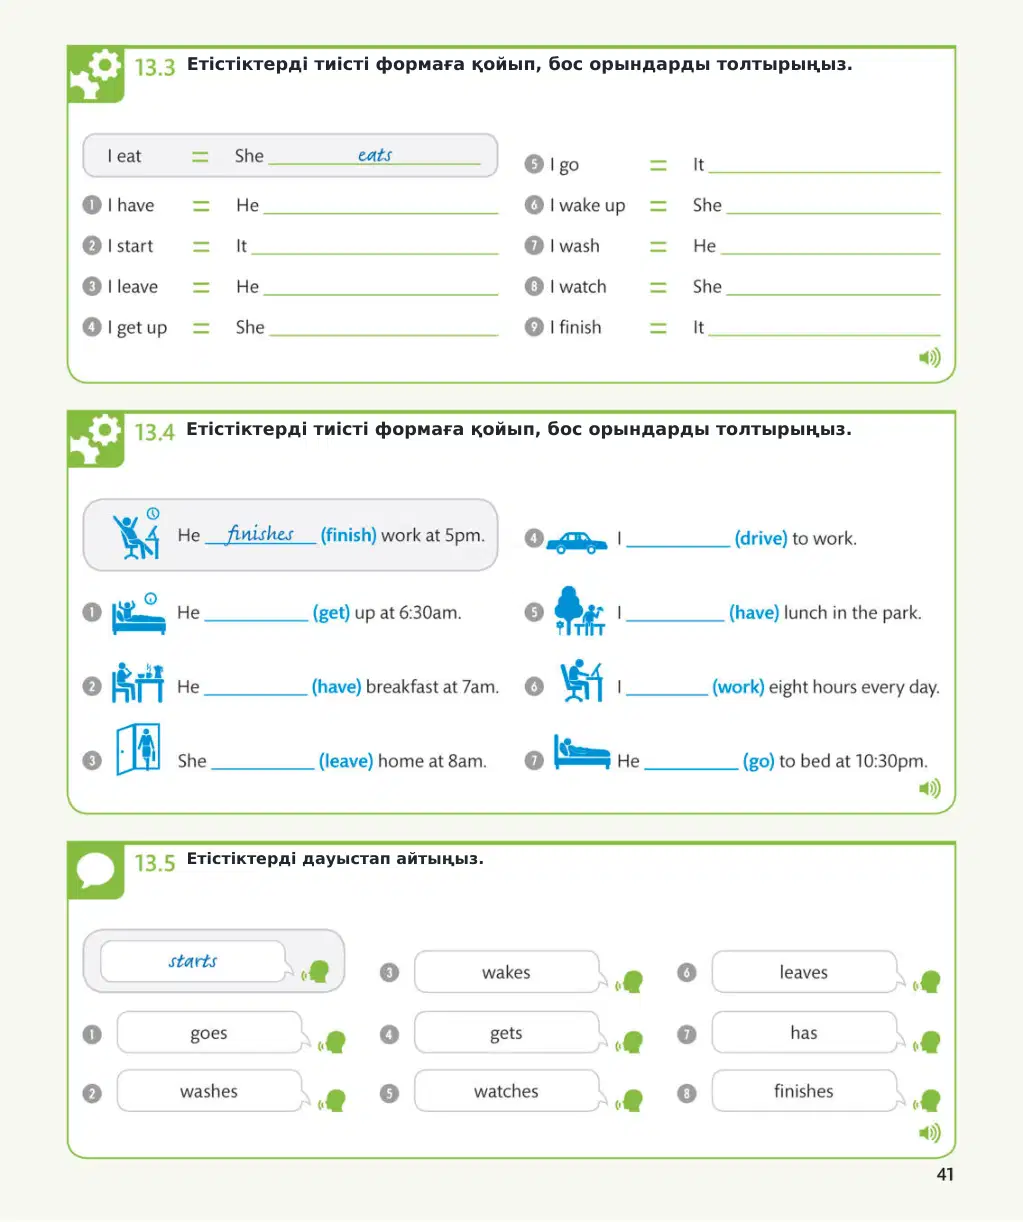 13.3 Етістіктерді тиісті формаға қойып, бос орындарды толтырыңыз.
I eat = She eats
1 I have = He
2 I start = It
3 I leave = He
4 I get up = She
5 I go = It
6 I wake up = She
7 I wash = He
8 I watch = She
9 I finish = It
13.4 Етістіктерді тиісті формаға қойып, бос орындарды толтырыңыз.
He finishes (finish) work at 5pm.
1 He (get) up at 6:30am.
2 He (have) breakfast at 7am.
3 She (leave) home at 8am.
4 I (drive) to work.
5 I (have) lunch in the park.
6 I (work) eight hours every day.
7 He (go) to bed at 10:30pm.
13.5 Етістіктерді дауыстап айтыңыз.
starts
1 goes
2 washes
3 wakes
4 gets
5 watches
6 leaves
7 has
8 finishes
41